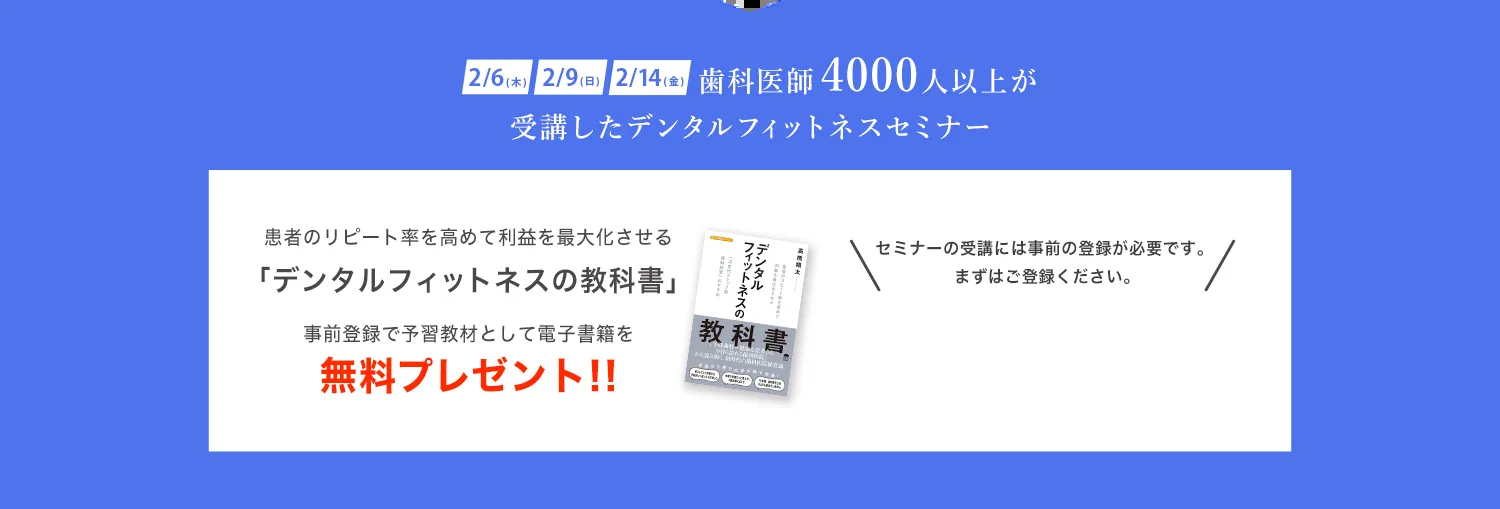 2/6(木) 2/9(日) 2/14(金) 歯科医師4000人以上が
受講したデンタルフィットネスセミナー
患者のリピート率を高めて利益を最大化させる
「デンタルフィットネスの教科書」
事前登録で予習教材として電子書籍を
無料プレゼント!!
デンタル
フィットネスの
教科書
セミナーの受講には事前の登録が必要です。
まずはご登録ください。